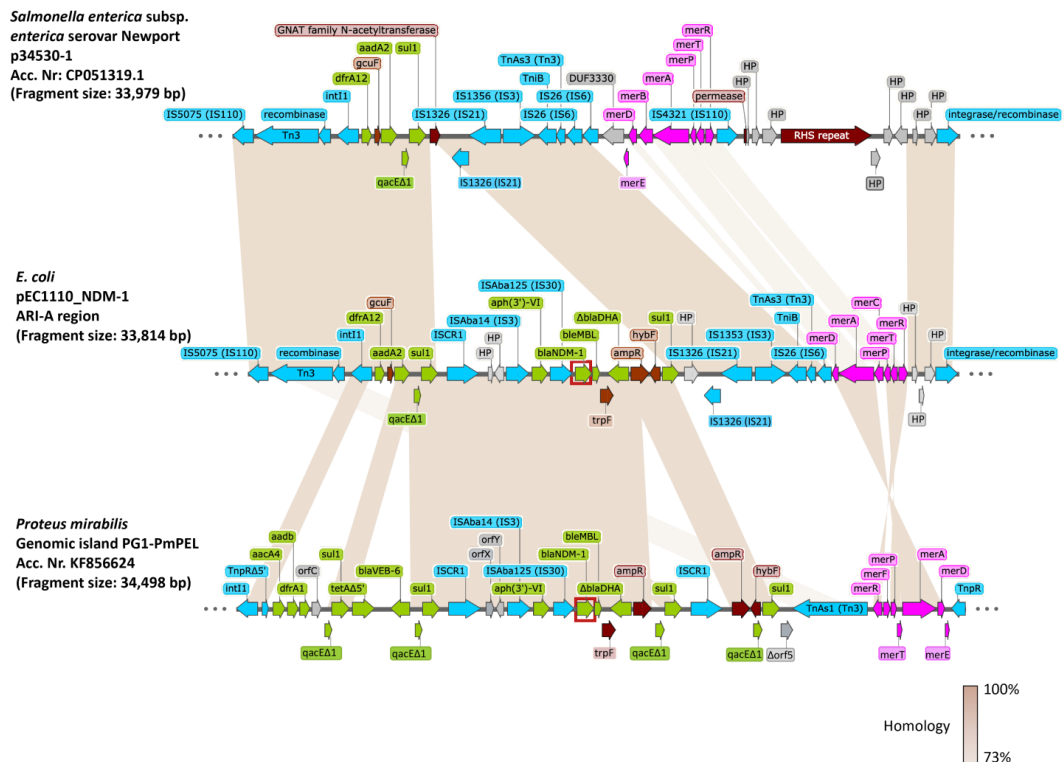 Salmonella enterica subsp.
enterica serovar Newport
p34530-1
Acc. Nr: CP051319.1
(Fragment size: 33,979 bp)
GNAT family N-acetyltransferase
aadA2
sul1
gcuF
dfrA12
intI1
IS5075 (IS110)
recombinase
IS1326 (IS21)
IS1356 (IS3)
TnAs3 (Tn3)
TniB
IS26 (IS6)
IS26 (IS6)
DUF3330
merR
merT
merP
merA
merB
merD
IS4321 (IS110)
permease
HP
HP
HP
HP
HP
HP
HP
integrase/recombinase
Tn3
RHS repeat
qacEΔ1
IS1326 (IS21)
merE
HP
E. coli
pEC1110_NDM-1
ARI-A region
(Fragment size: 33,814 bp)
gcuF
dfrA12
intI1
IS5075 (IS110)
recombinase
aadA2
sul1
ISCR1
ISAba14 (IS3)
HP
HP
ISAba125 (IS30)
aph(3')-VI
ΔblaDHA
bleMBL
blaNDM-1
hybF
ampR
sul1
HP
IS1326 (IS21)
IS1353 (IS3)
TnAs3 (Tn3)
TniB
IS26 (IS6)
merD
merC
merA
merR
merT
merP
HP
HP
integrase/recombinase
Tn3
qacEΔ1
trpF
IS1326 (IS21)
HP
Proteus mirabilis
Genomic island PG1-PmPEL
Acc. Nr. KF856624
(Fragment size: 34,498 bp)
aadb
aacA4
TnpRΔ5'
intI1
dfrA1
orfC
sul1
tetAΔ5'
blaVEB-6
sul1
ISCR1
ISAba14 (IS3)
orfY
orfX
ISAba125 (IS30)
aph(3')-VI
bleMBL
blaNDM-1
ΔblaDHA
ampR
sul1
ISCR1
ampR
hybF
sul1
TnAs1 (Tn3)
merP
merF
merR
merA
merD
TnpR
qacEΔ1
qacEΔ1
trpF
qacEΔ1
qacEΔ1
Δorf5
merT
merE
100%
Homology
73%